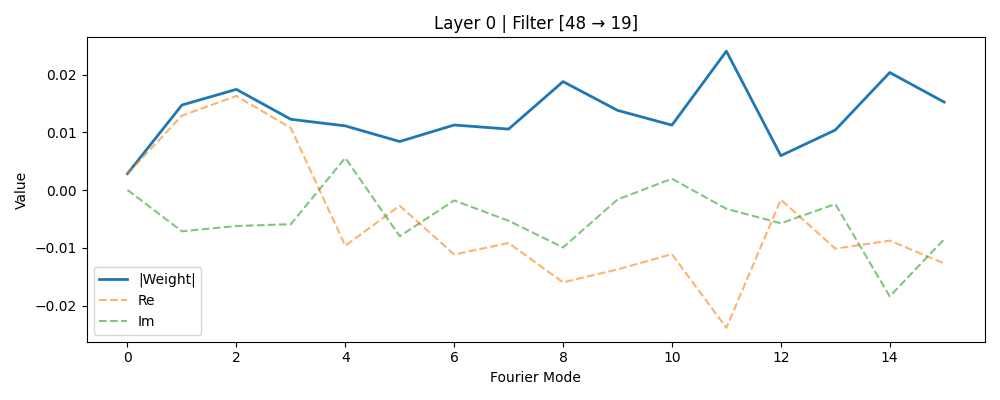 Layer 0 | Filter [48 → 19]
Value
0.02
0.01
0.00
−0.01
−0.02
|Weight|
Re
Im
0 2 4 6 8 10 12 14
Fourier Mode